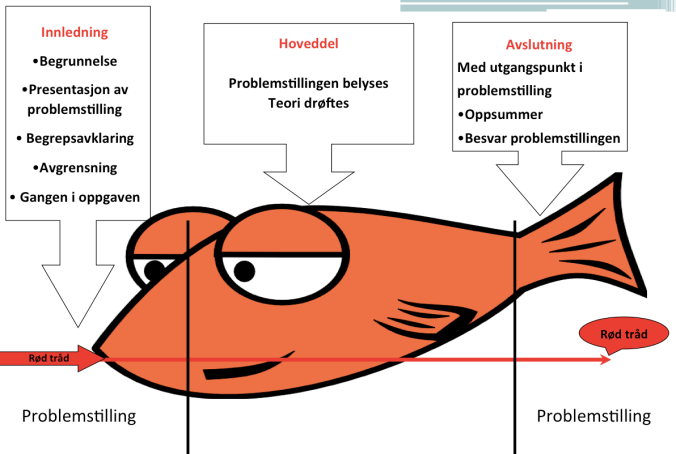 Innledning
•Begrunnelse
•Presentasjon av
problemstilling
• Begrepsavklaring
•Avgrensning
• Gangen i oppgaven
Hoveddel
Problemstillingen belyses
Teori drøftes
Avslutning
Med utgangspunkt i
problemstilling
•Oppsummer
•Besvar problemstillingen
Rød tråd
Rød tråd
Problemstilling
Problemstilling